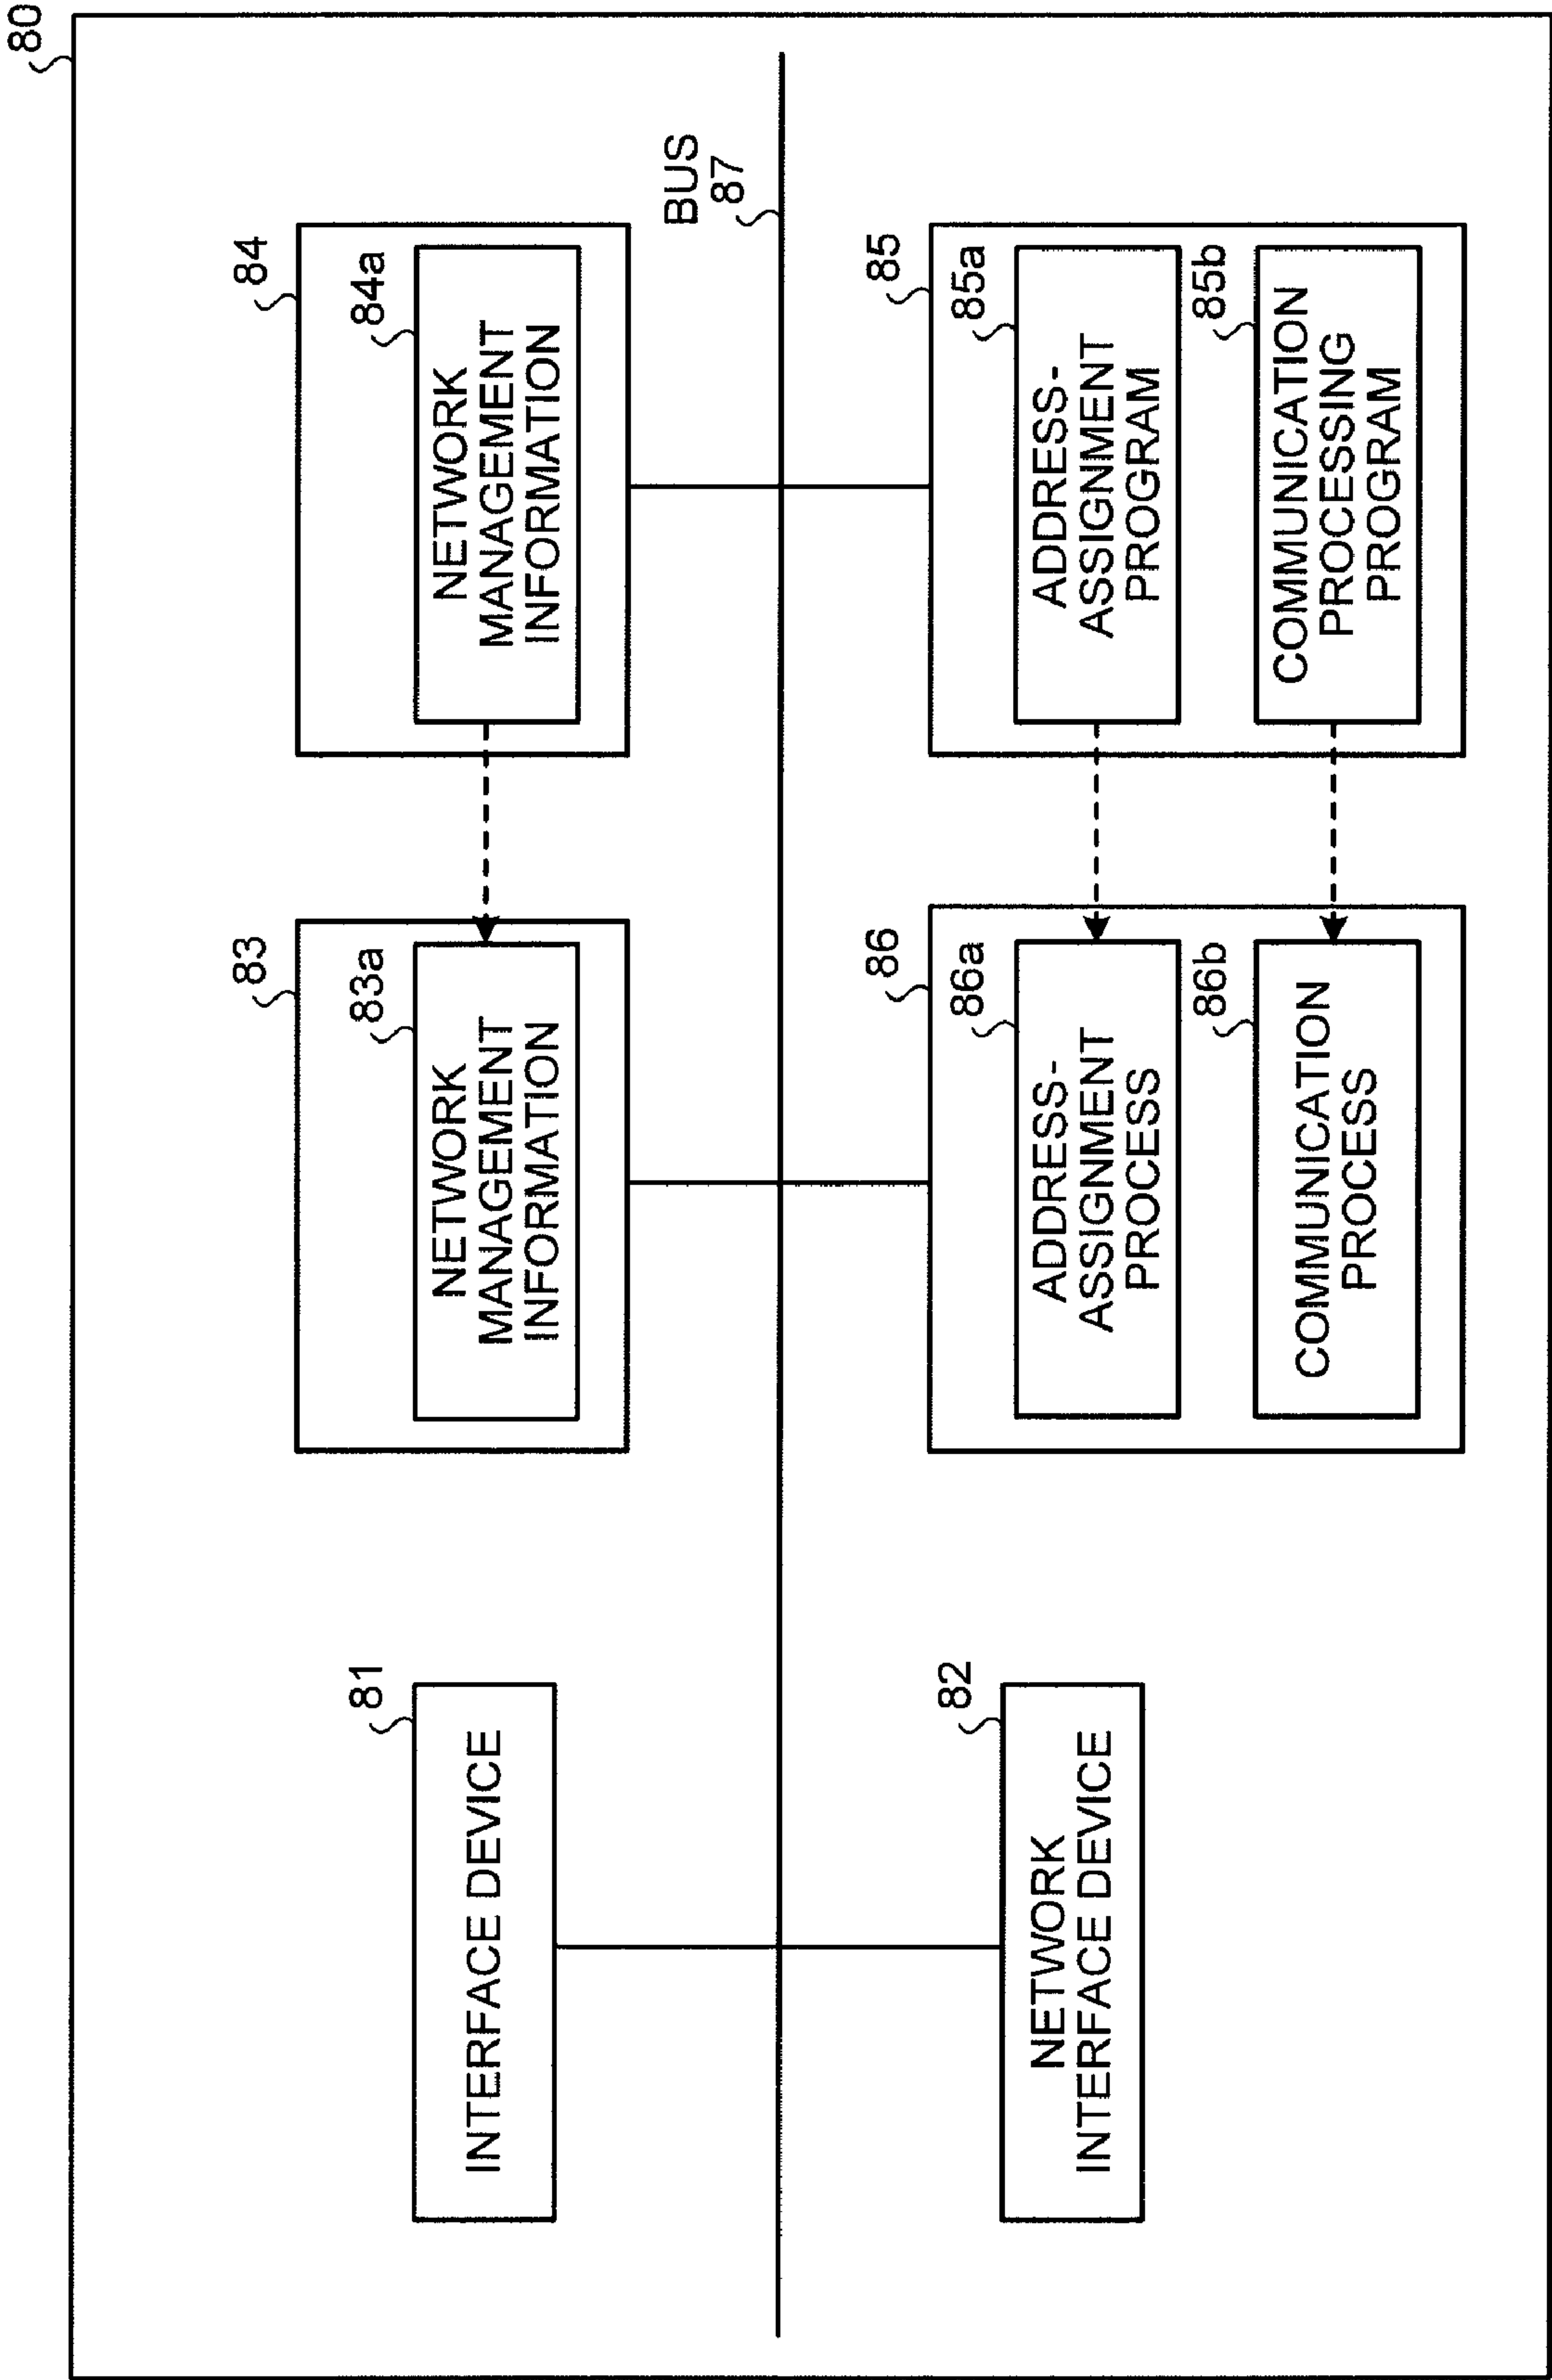 80
81
INTERFACE DEVICE
83
83a
NETWORK
MANAGEMENT
INFORMATION
84
84a
NETWORK
MANAGEMENT
INFORMATION
BUS
87
82
NETWORK
INTERFACE DEVICE
86
86a
ADDRESS-
ASSIGNMENT
PROCESS
86b
COMMUNICATION
PROCESS
85
85a
ADDRESS-
ASSIGNMENT
PROGRAM
85b
COMMUNICATION
PROCESSING
PROGRAM